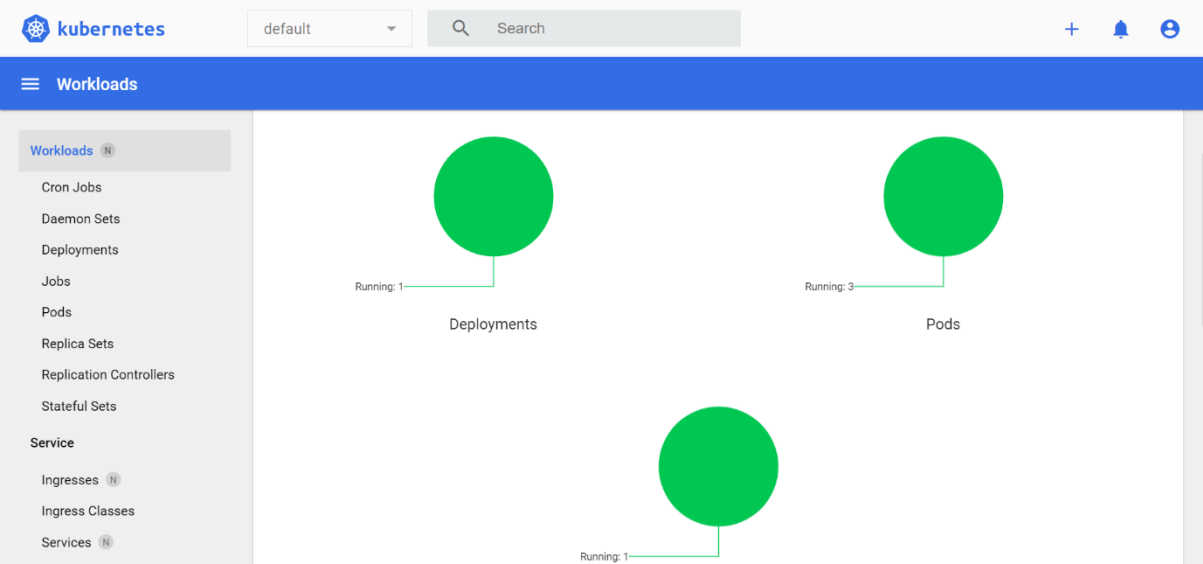 kubernetes
default
Search
Workloads
Workloads N
Cron Jobs
Daemon Sets
Deployments
Jobs
Pods
Replica Sets
Replication Controllers
Stateful Sets
Service
Ingresses N
Ingress Classes
Services N
Running: 1
Deployments
Running: 3
Pods
Running: 1